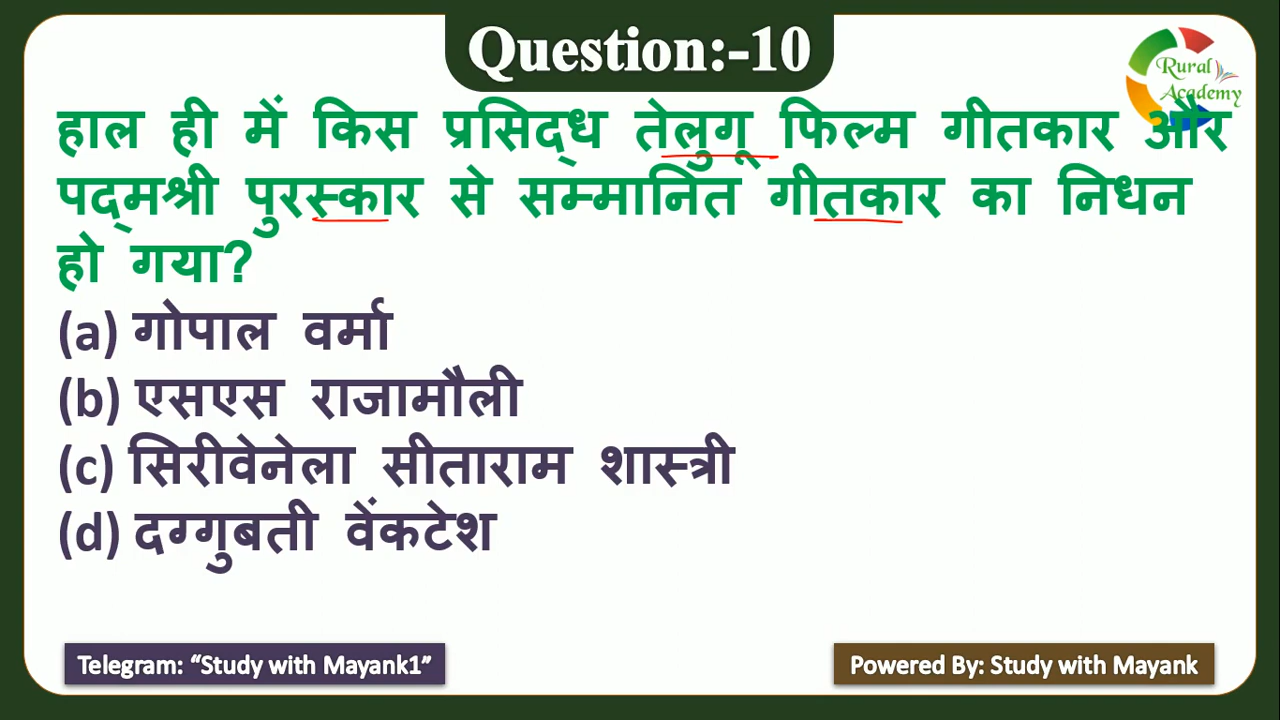 Question:-10
Rural
Academy
हाल ही में किस प्रसिद्ध तेलुगू फिल्म गीतकार और
पद्मश्री पुरस्कार से सम्मानित गीतकार का निधन
हो गया?
(a) गोपाल वर्मा
(b) एसएस राजामौली
(c) सिरीवेनेला सीताराम शास्त्री
(d) दग्गुबती वेंकटेश
Telegram: “Study with Mayank1”
Powered By: Study with Mayank